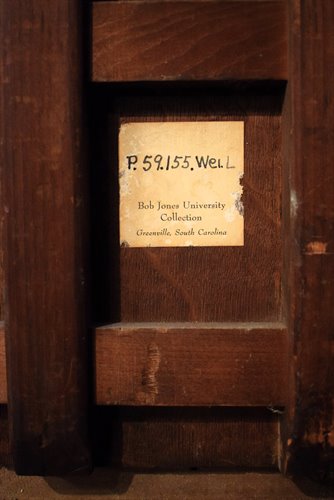 P. 59.155. Wei. L
Bob Jones University
Collection
Greenville, South Carolina